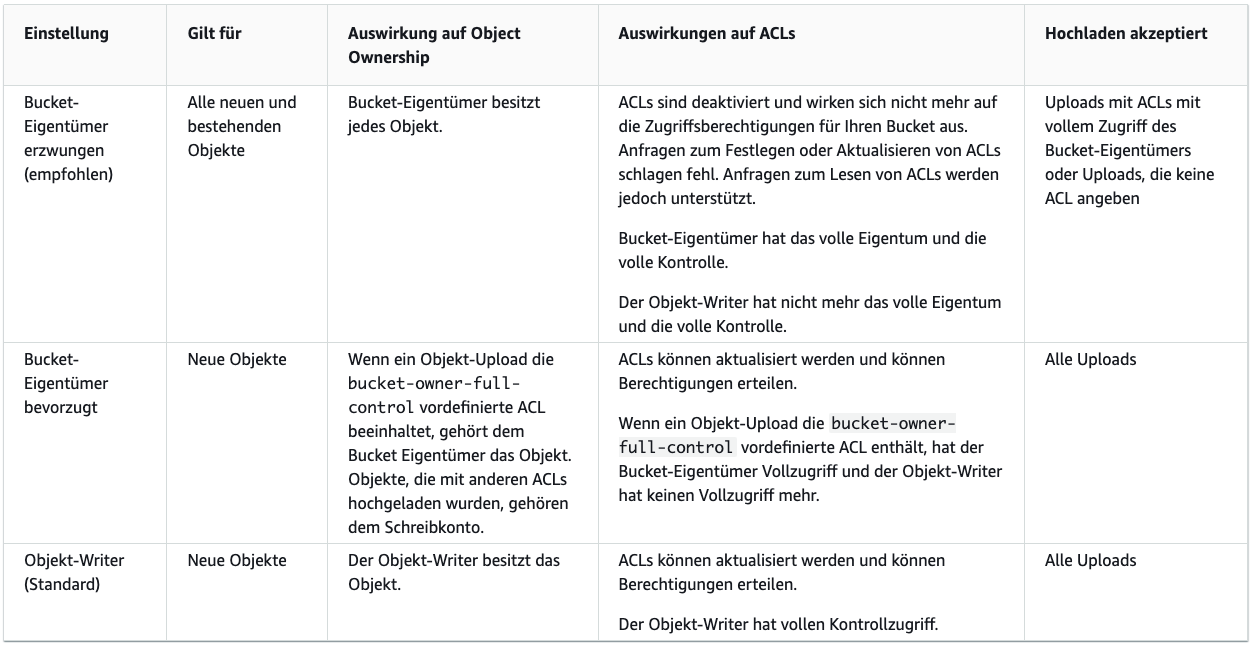 Einstellung
Gilt für
Auswirkung auf Object
Ownership
Auswirkungen auf ACLs
Hochladen akzeptiert
Bucket-
Eigentümer
erzwungen
(empfohlen)
Alle neuen und
bestehenden
Objekte
Bucket-Eigentümer besitzt
jedes Objekt.
ACLs sind deaktiviert und wirken sich nicht mehr auf
die Zugriffsberechtigungen für Ihren Bucket aus.
Anfragen zum Festlegen oder Aktualisieren von ACLs
schlagen fehl. Anfragen zum Lesen von ACLs werden
jedoch unterstützt.
Bucket-Eigentümer hat das volle Eigentum und die
volle Kontrolle.
Der Objekt-Writer hat nicht mehr das volle Eigentum
und die volle Kontrolle.
Uploads mit ACLs mit
vollem Zugriff des
Bucket-Eigentümers
oder Uploads, die keine
ACL angeben
Bucket-
Eigentümer
bevorzugt
Neue Objekte
Wenn ein Objekt-Upload die
bucket-owner-full-
control vordefinierte ACL
beeinhaltet, gehört dem
Bucket Eigentümer das Objekt.
Objekte, die mit anderen ACLs
hochgeladen wurden, gehören
dem Schreibkonto.
ACLs können aktualisiert werden und können
Berechtigungen erteilen.
Wenn ein Objekt-Upload die bucket-owner-
full-control vordefinierte ACL enthält, hat der
Bucket-Eigentümer Vollzugriff und der Objekt-Writer
hat keinen Vollzugriff mehr.
Alle Uploads
Objekt-Writer
(Standard)
Neue Objekte
Der Objekt-Writer besitzt das
Objekt.
ACLs können aktualisiert werden und können
Berechtigungen erteilen.
Der Objekt-Writer hat vollen Kontrollzugriff.
Alle Uploads